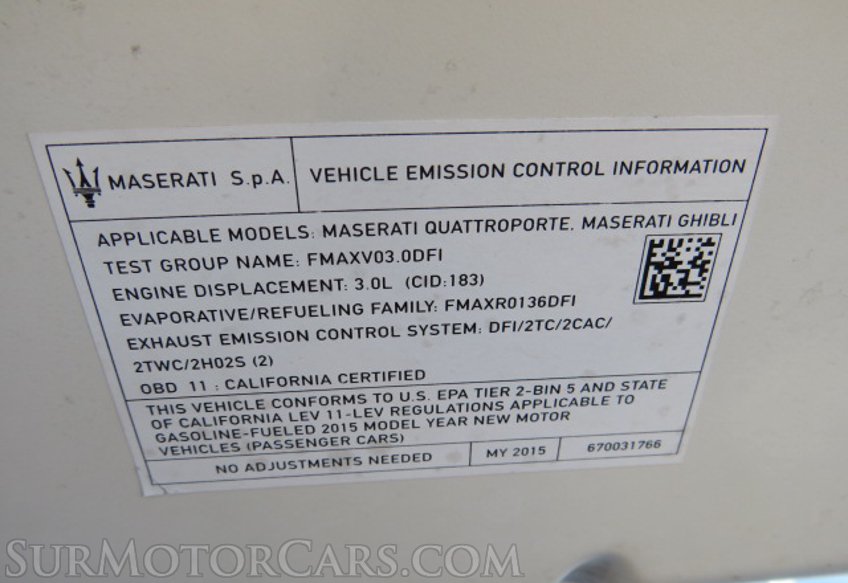 MASERATI S.p.A.
VEHICLE EMISSION CONTROL INFORMATION
APPLICABLE MODELS: MASERATI QUATTROPORTE, MASERATI GHIBLI
TEST GROUP NAME: FMAXV03.0DFI
ENGINE DISPLACEMENT: 3.0L (CID:183)
EVAPORATIVE/REFUELING FAMILY: FMAXR0136DFI
EXHAUST EMISSION CONTROL SYSTEM: DFI/2TC/2CAC/
2TWC/2H02S (2)
OBD 11 : CALIFORNIA CERTIFIED
THIS VEHICLE CONFORMS TO U.S. EPA TIER 2-BIN 5 AND STATE
OF CALIFORNIA LEV 11-LEV REGULATIONS APPLICABLE TO
GASOLINE-FUELED 2015 MODEL YEAR NEW MOTOR
VEHICLES (PASSENGER CARS)
NO ADJUSTMENTS NEEDED
MY 2015
670031766
SURMOTORCARS.COM